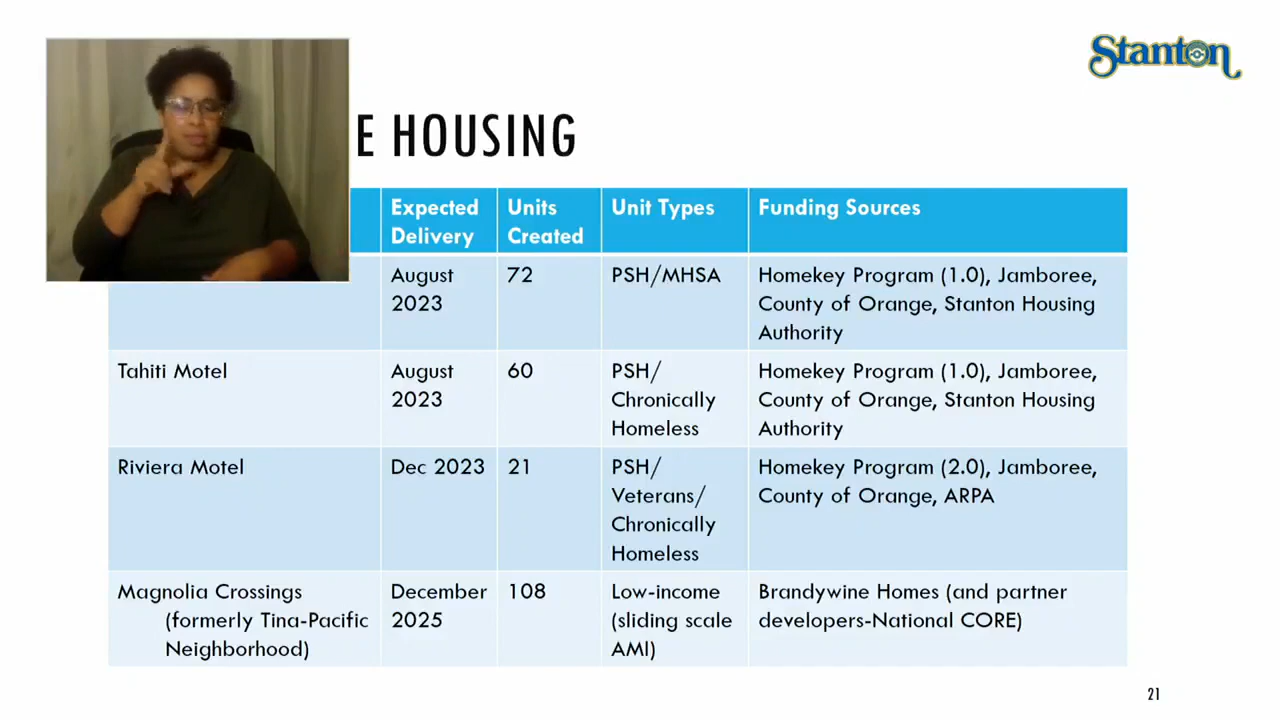 Stanton
E HOUSING
Expected Delivery
Units Created
Unit Types
Funding Sources
August 2023
72
PSH/MHSA
Homekey Program (1.0), Jamboree,
County of Orange, Stanton Housing
Authority
Tahiti Motel
August
2023
60
PSH/
Chronically
Homeless
Homekey Program (1.0), Jamboree,
County of Orange, Stanton Housing
Authority
Riviera Motel
Dec 2023
21
PSH/
Veterans/
Chronically
Homeless
Homekey Program (2.0), Jamboree,
County of Orange, ARPA
Magnolia Crossings
(formerly Tina-Pacific
Neighborhood)
December
2025
108
Low-income
(sliding scale
AMI)
Brandywine Homes (and partner
developers-National CORE)
21